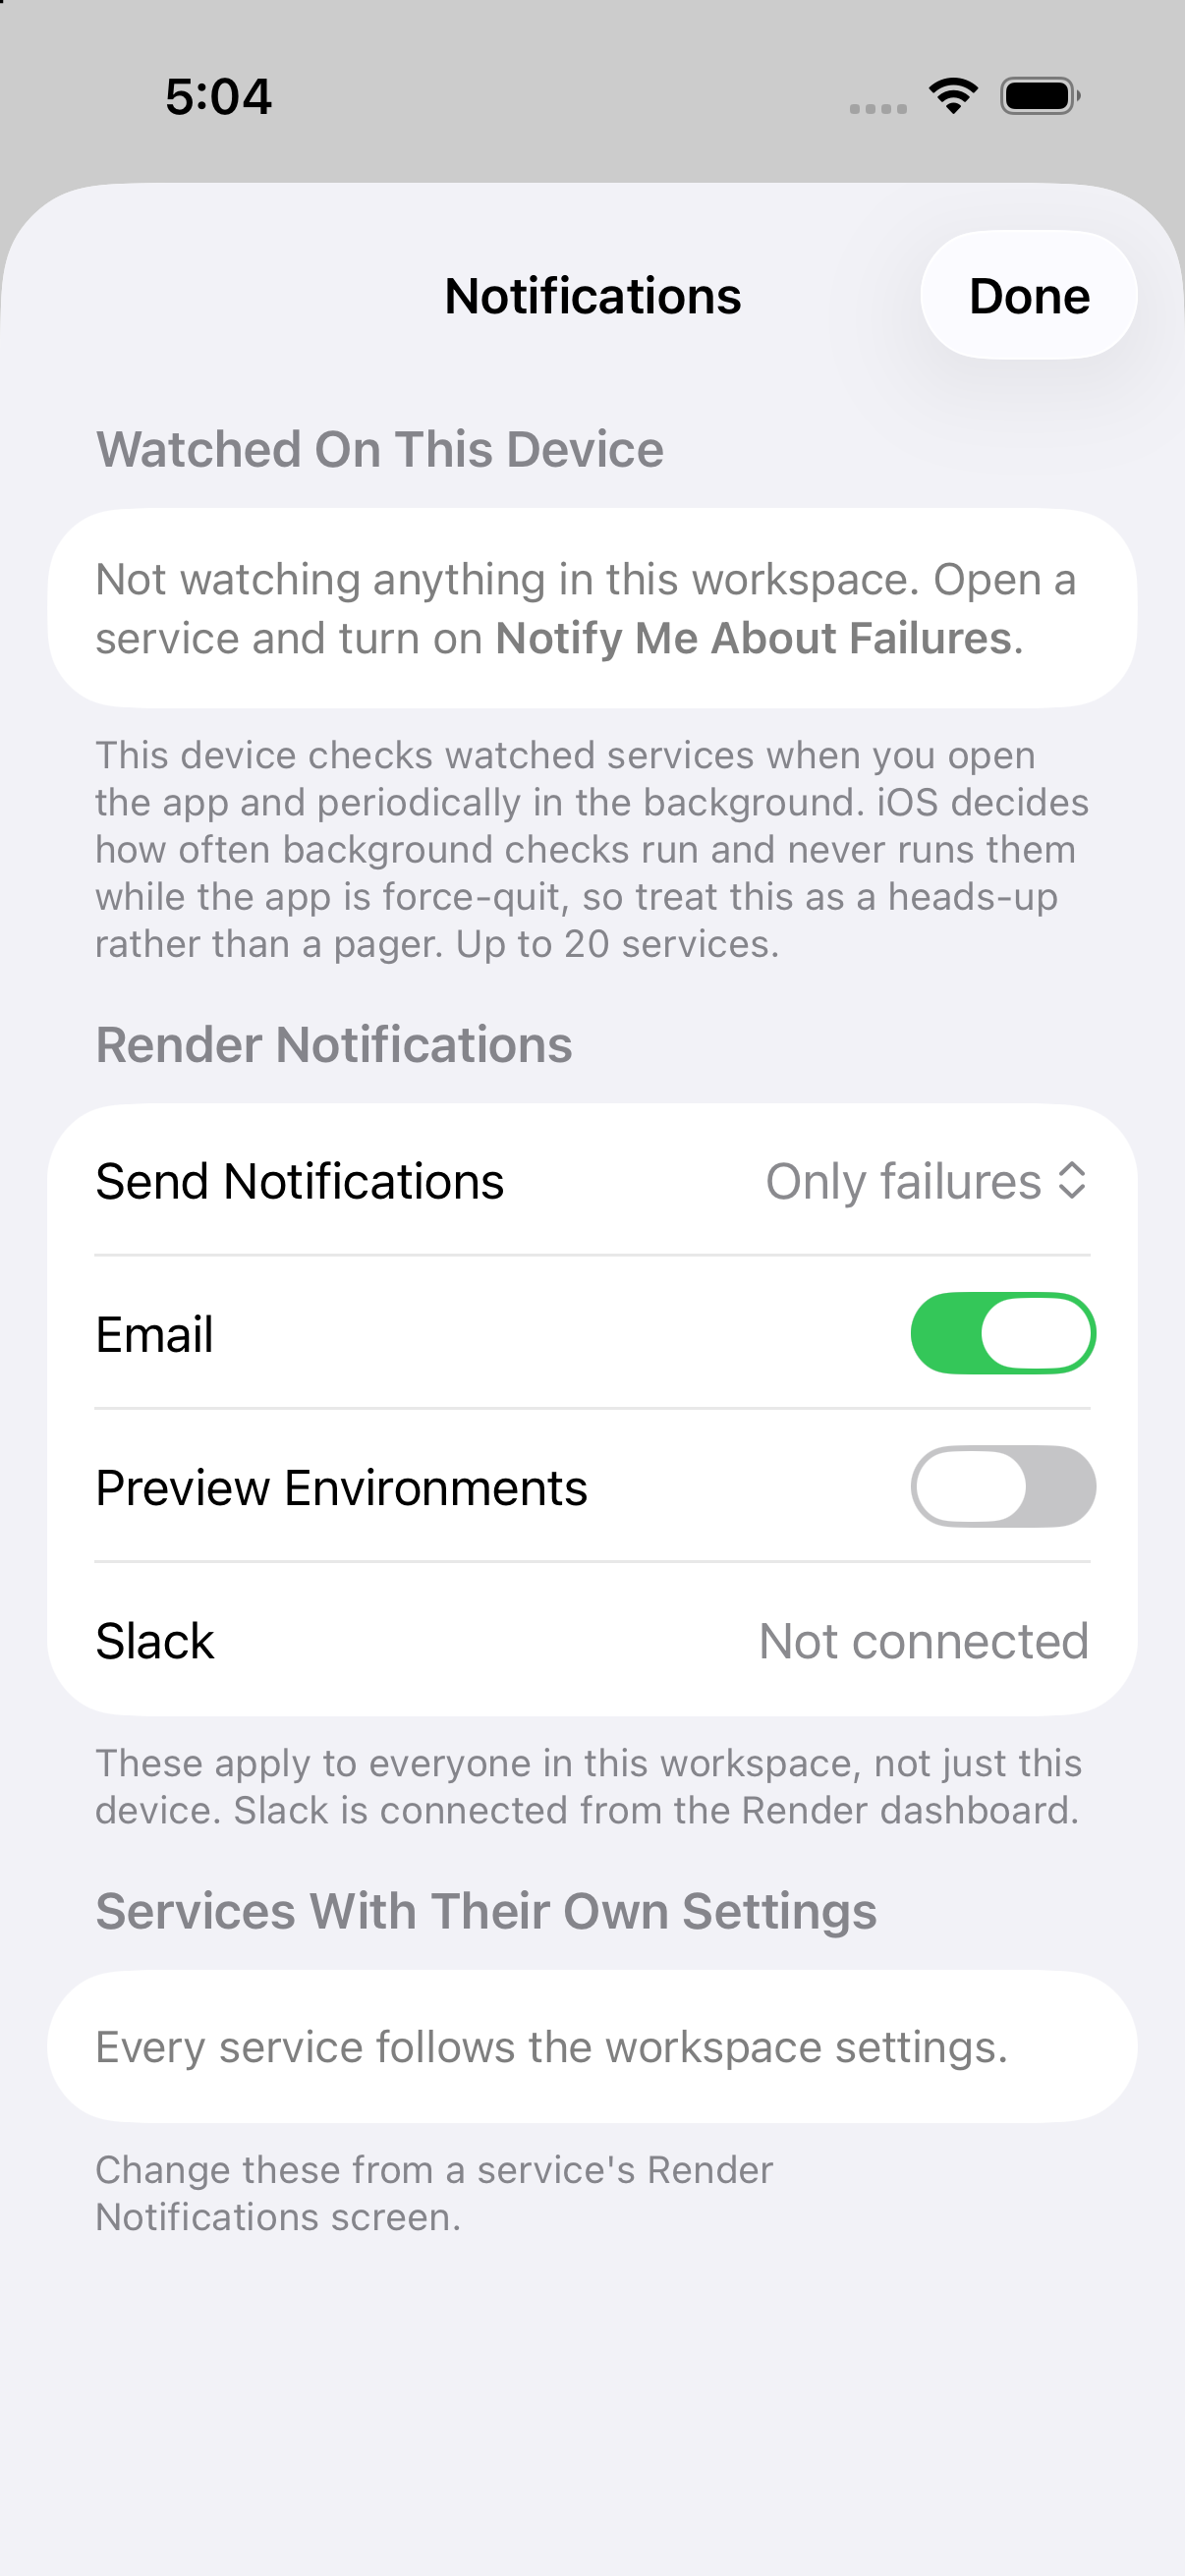 5:04
Notifications
Done
Watched On This Device
Not watching anything in this workspace. Open a
service and turn on Notify Me About Failures.
This device checks watched services when you open
the app and periodically in the background. iOS decides
how often background checks run and never runs them
while the app is force-quit, so treat this as a heads-up
rather than a pager. Up to 20 services.
Render Notifications
Send Notifications Only failures
Email
Preview Environments
Slack Not connected
These apply to everyone in this workspace, not just this
device. Slack is connected from the Render dashboard.
Services With Their Own Settings
Every service follows the workspace settings.
Change these from a service's Render
Notifications screen.